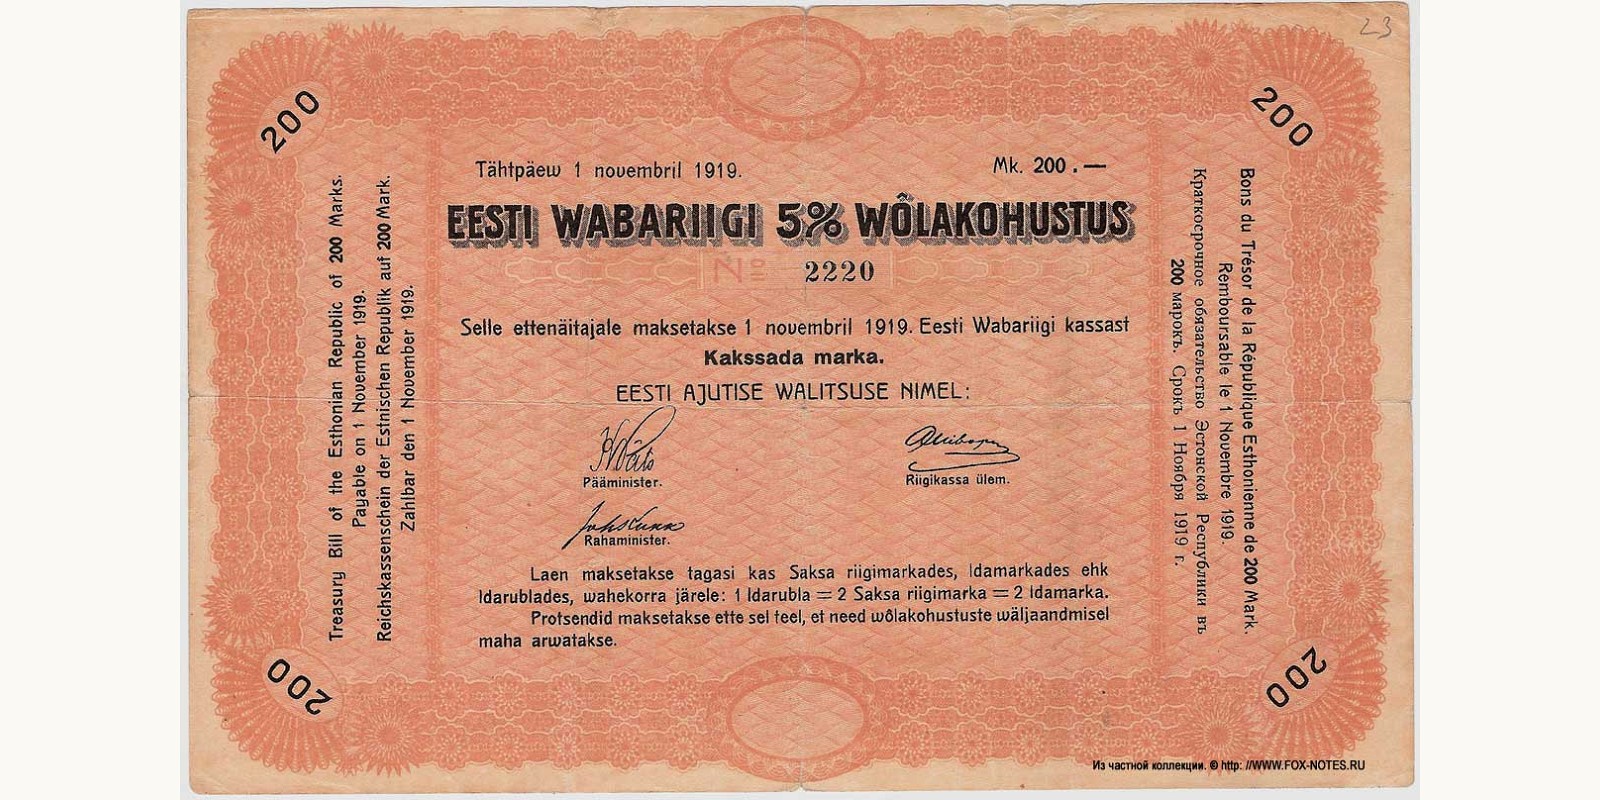 23
200
200
Tähtpäew 1 novembril 1919.
Mk. 200.—
EESTI WABARIIGI 5% WÕLAKOHUSTUS
№ 2220
Selle ettenäitajale maksetakse 1 novembril 1919. Eesti Wabariigi kassast
Kakssada marka.
EESTI AJUTISE WALITSUSE NIMEL:
Pääminister.
Riigikassa ülem.
Rahaminister.
Laen maksetakse tagasi kas Saksa riigimarkades, Idamarkades ehk
Idarublades, wahekorra järele: 1 Idarubla = 2 Saksa riigimarka = 2 Idamarka.
Protsendid maksetakse ette sel teel, et need wõlakohustuste wäljaandmisel
maha arwatakse.
Treasury Bill of the Esthonian Republic of 200 Marks.
Payable on 1 November 1919.
Reichskassenschein der Estnischen Republik auf 200 Mark.
Zahlbar den 1 November 1919.
Bons du Trésor de la République Esthonienne de 200 Mark.
Remboursable le 1 Novembre 1919.
Краткосрочное обязательство Эстонской Республики въ
200 марокъ. Срокъ 1 Ноября 1919 г.
200
200
Из частной коллекции. © http: //WWW.FOX-NOTES.RU